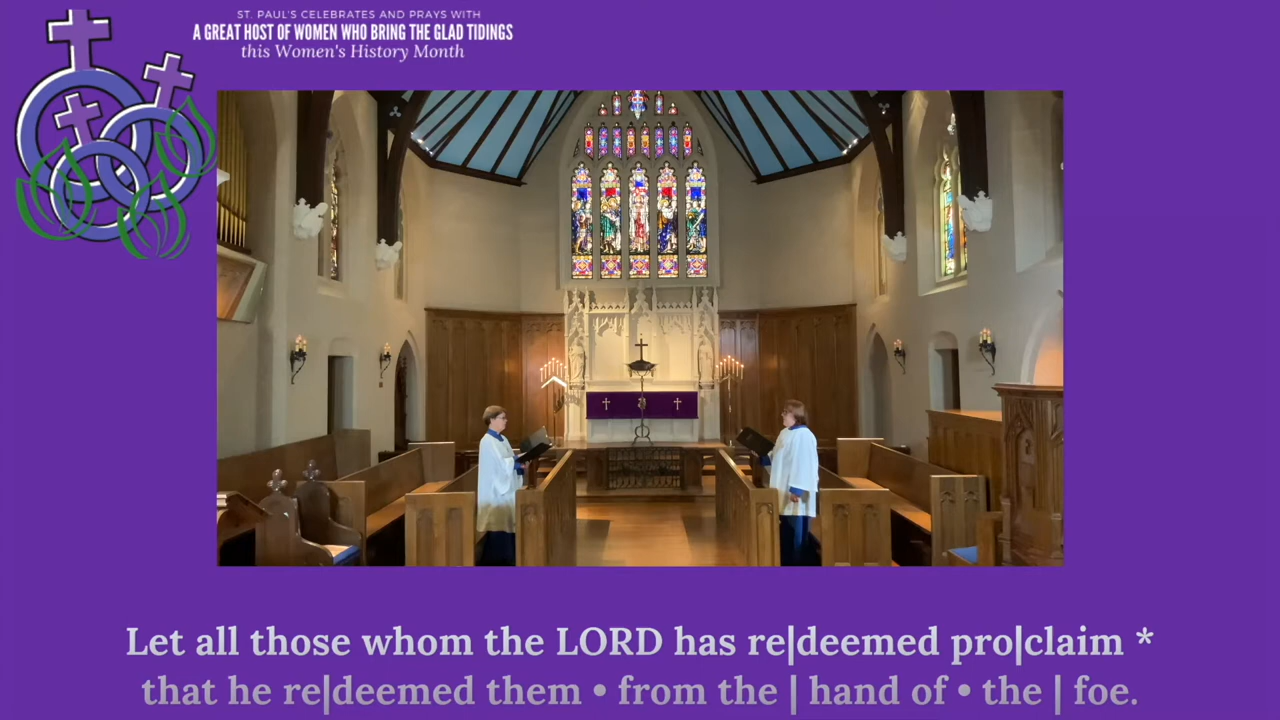 ST. PAUL'S CELEBRATES AND PRAYS WITH
A GREAT HOST OF WOMEN WHO BRING THE GLAD TIDINGS
this Women's History Month
Let all those whom the LORD has re|deemed pro|claim *
that he re|deemed them • from the | hand of • the | foe.